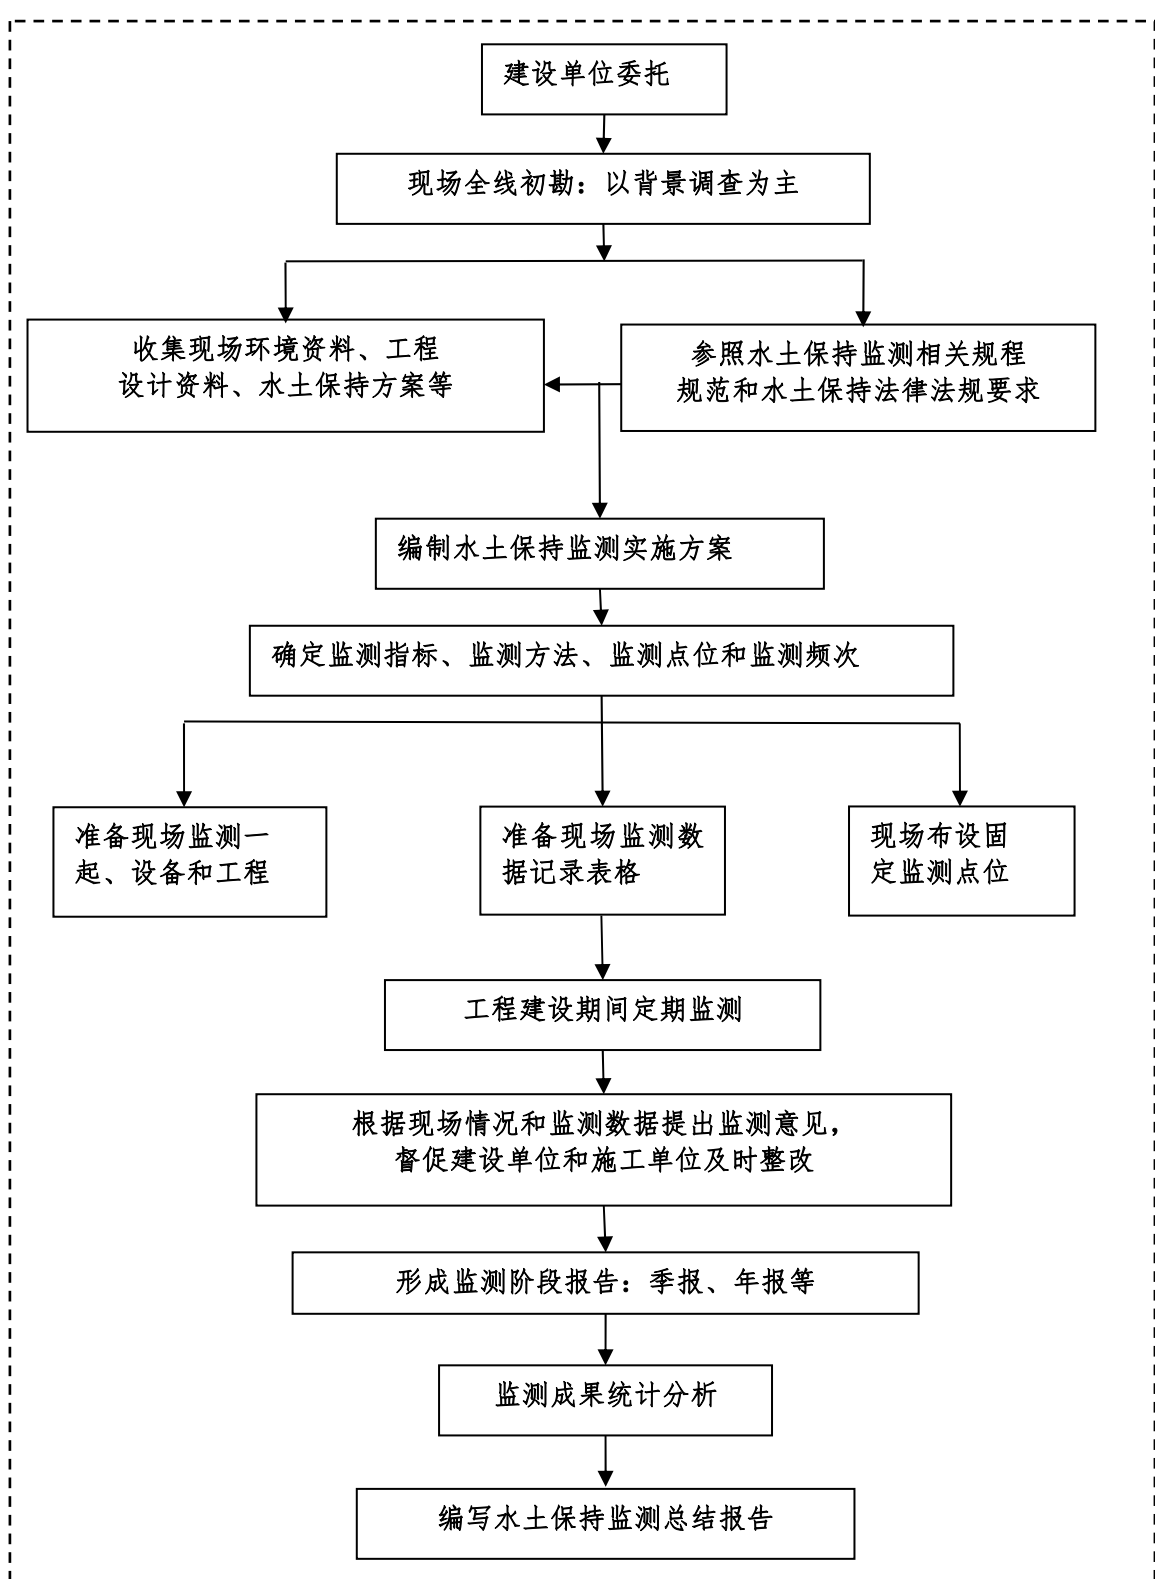 建设单位委托
现场全线初勘：以背景调查为主
收集现场环境资料、工程
设计资料、水土保持方案等
参照水土保持监测相关规程
规范和水土保持法律法规要求
编制水土保持监测实施方案
确定监测指标、监测方法、监测点位和监测频次
准备现场监测一
起、设备和工程
准备现场监测数
据记录表格
现场布设固
定监测点位
工程建设期间定期监测
根据现场情况和监测数据提出监测意见，
督促建设单位和施工单位及时整改
形成监测阶段报告：季报、年报等
监测成果统计分析
编写水土保持监测总结报告